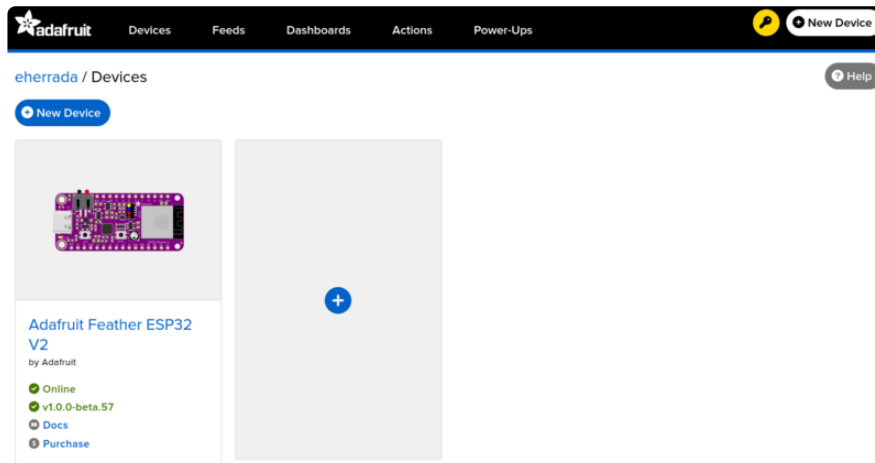 adafruit Devices Feeds Dashboards Actions Power-Ups New Device
eherrada / Devices
Help
New Device
Adafruit Feather ESP32
V2
by Adafruit
Online
v1.0.0-beta.57
Docs
Purchase